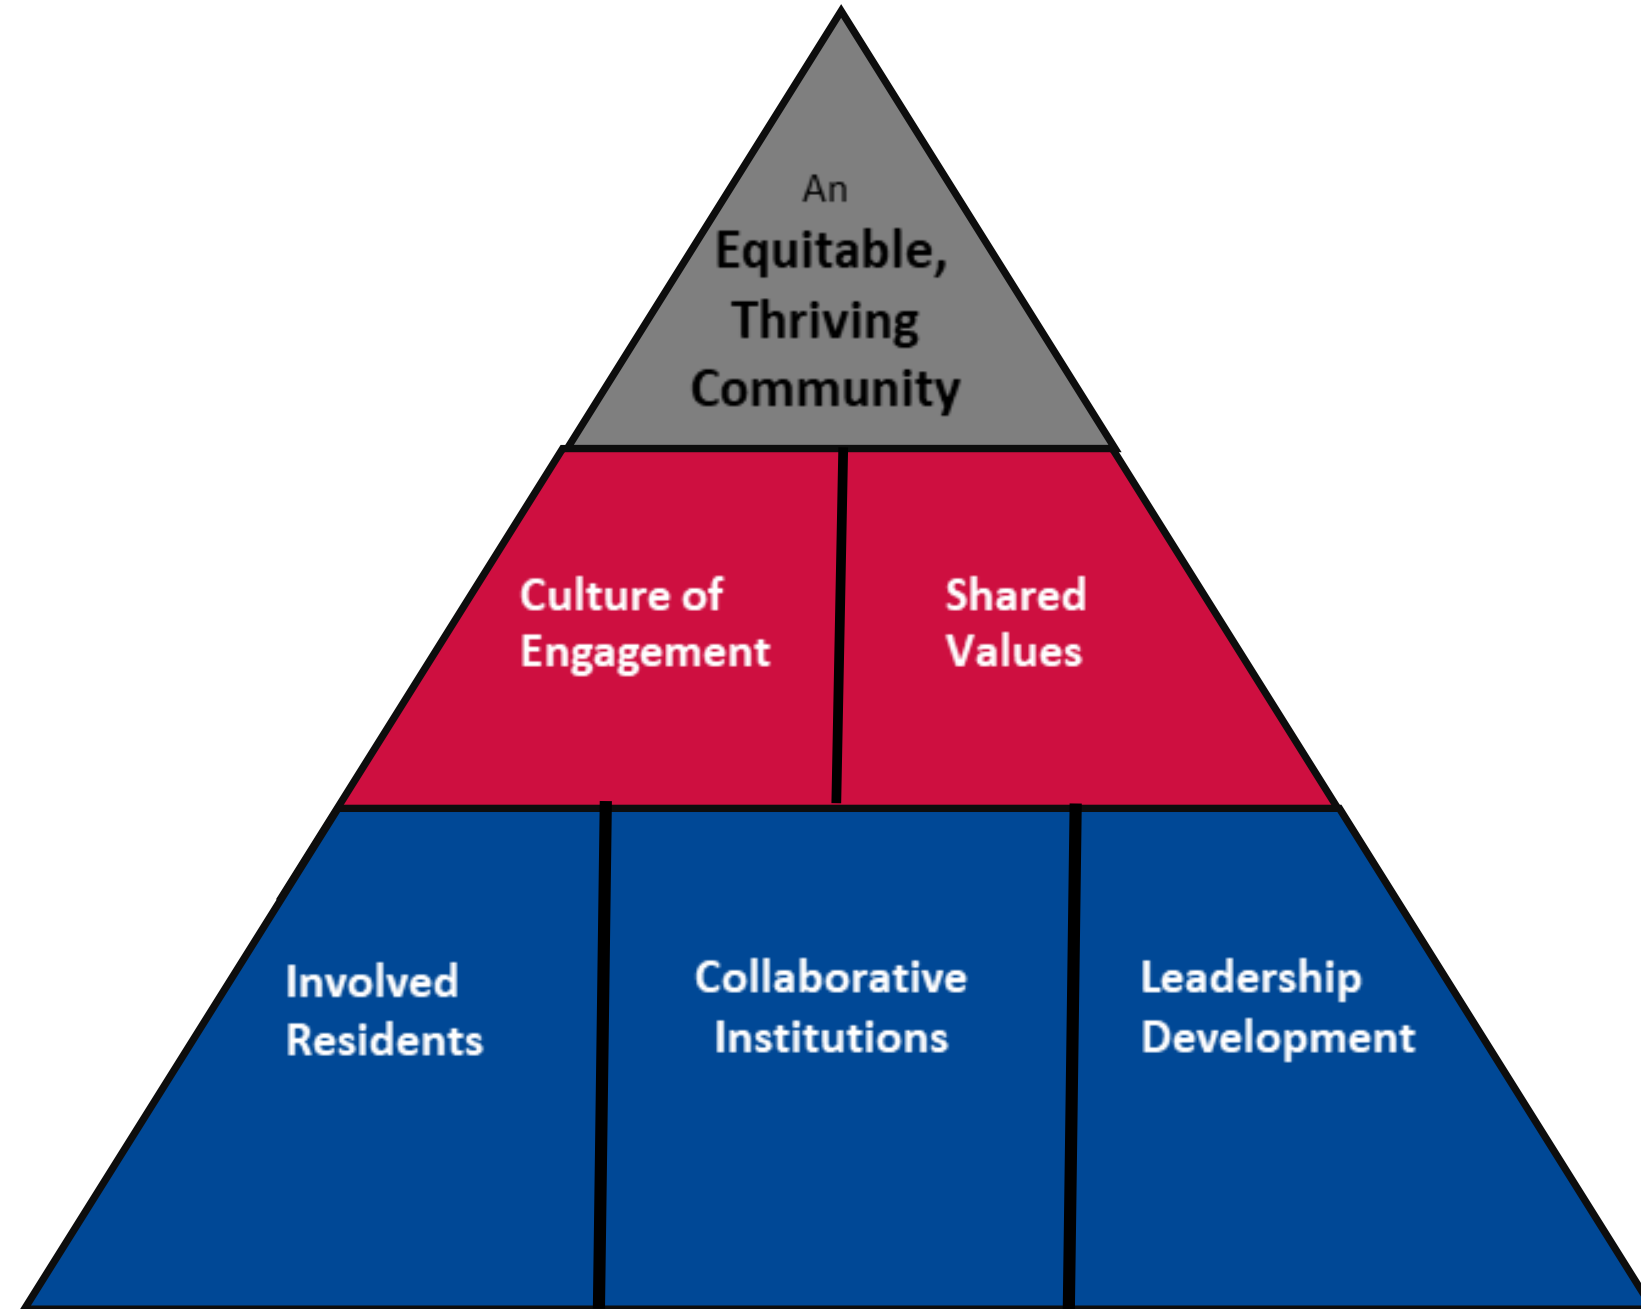 An
Equitable,
Thriving
Community
Culture of
Engagement
Shared
Values
Involved
Residents
Collaborative
Institutions
Leadership
Development